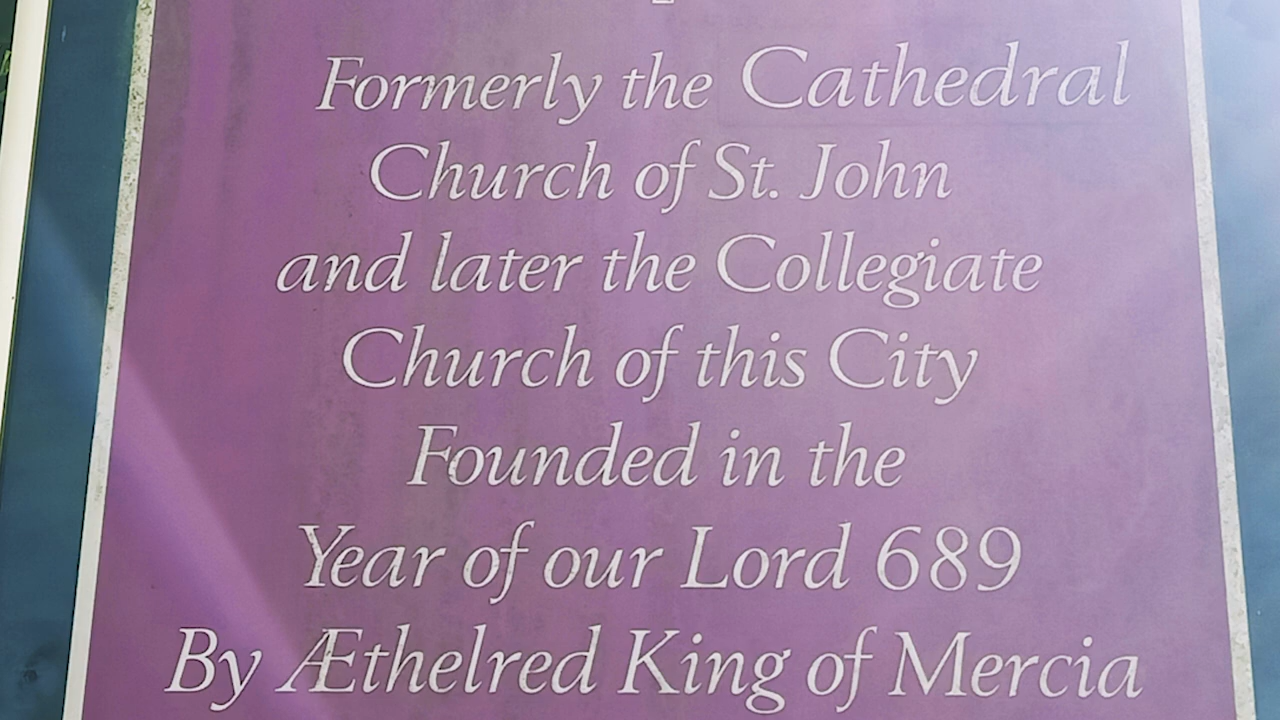 Formerly the Cathedral
Church of St. John
and later the Collegiate
Church of this City
Founded in the
Year of our Lord 689
By Æthelred King of Mercia